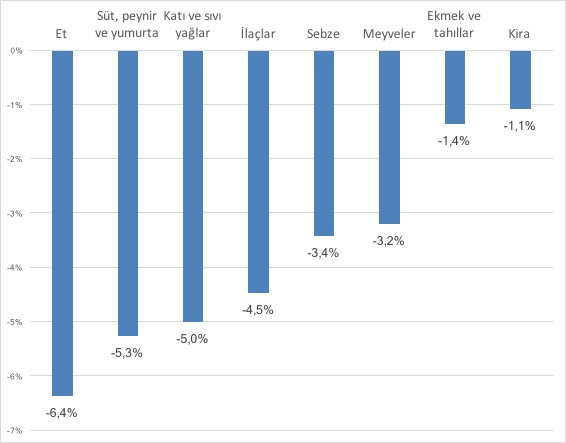 Et
Süt, peynir
ve yumurta
Katı ve sıvı
yağlar
İlaçlar
Sebze
Meyveler
Ekmek ve
tahıllar
Kira
0%
-1%
-2%
-3%
-4%
-5%
-6%
-7%
-6,4%
-5,3%
-5,0%
-4,5%
-3,4%
-3,2%
-1,4%
-1,1%